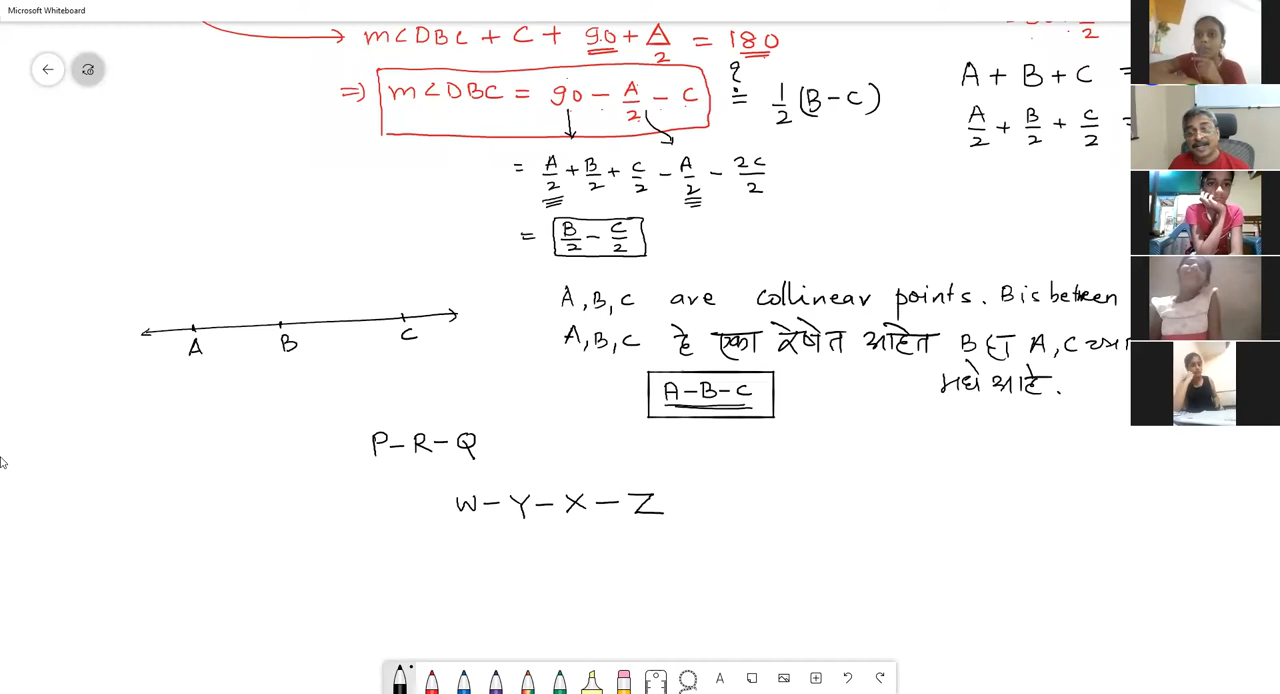 Microsoft Whiteboard
m∠DBC + C + 90 + A/2 = 180
⇒ m∠DBC = 90 - A/2 - C ?= 1/2 (B-C)
A + B + C =
A/2 + B/2 + C/2 =
= A/2 + B/2 + C/2 - A/2 - 2C/2
= B/2 - C/2
A, B, C are collinear points. B is between
A B C
A, B, C हे एका रेषेत आहेत B हा A, C च्या
मधे आहे.
A-B-C
P-R-Q
W-Y-X-Z